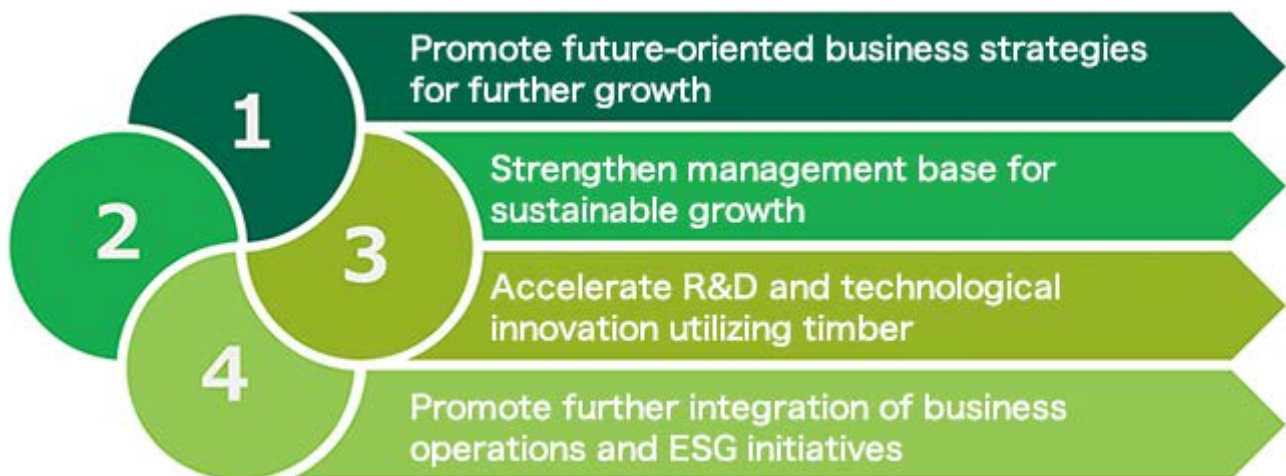 1
Promote future-oriented business strategies
for further growth
2
Strengthen management base for
sustainable growth
3
Accelerate R&D and technological
innovation utilizing timber
4
Promote further integration of business
operations and ESG initiatives